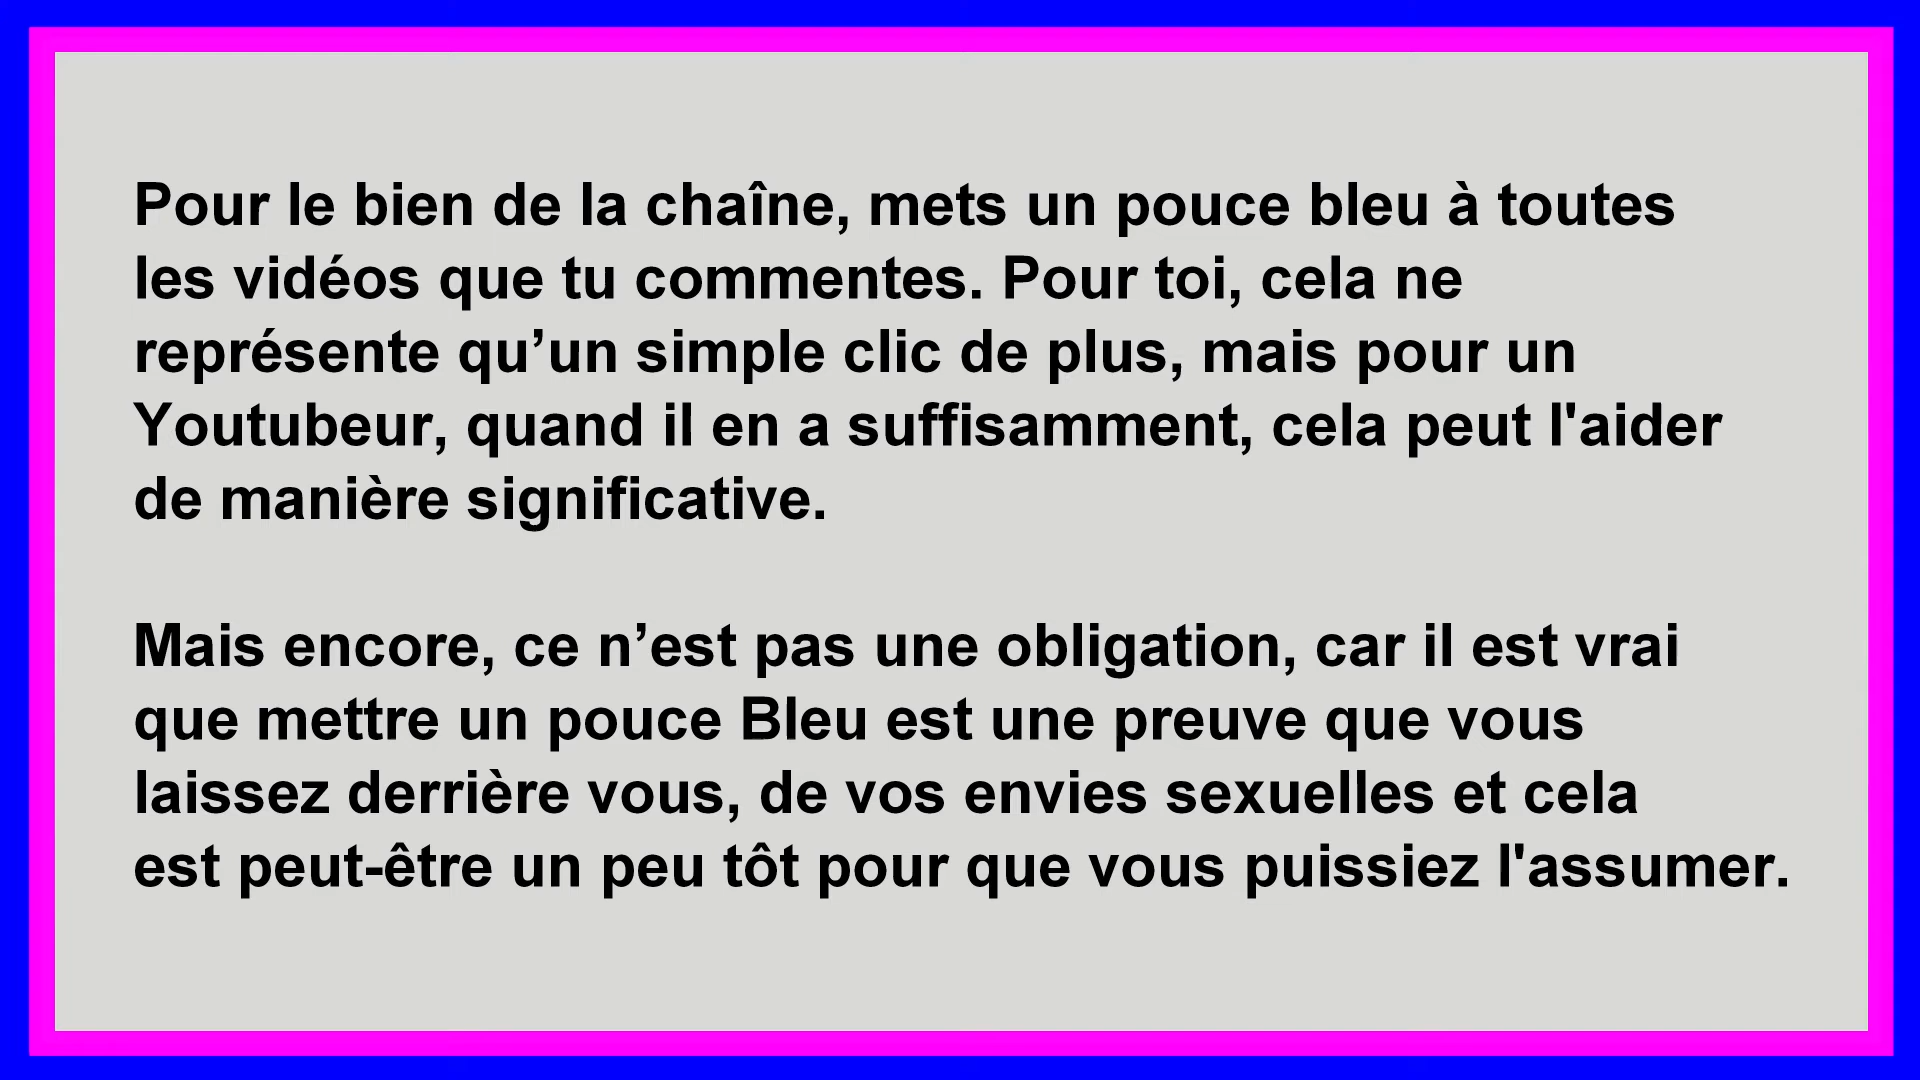 Pour le bien de la chaîne, mets un pouce bleu à toutes
les vidéos que tu commentes. Pour toi, cela ne
représente qu’un simple clic de plus, mais pour un
Youtubeur, quand il en a suffisamment, cela peut l'aider
de manière significative.
Mais encore, ce n’est pas une obligation, car il est vrai
que mettre un pouce Bleu est une preuve que vous
laissez derrière vous, de vos envies sexuelles et cela
est peut-être un peu tôt pour que vous puissiez l'assumer.